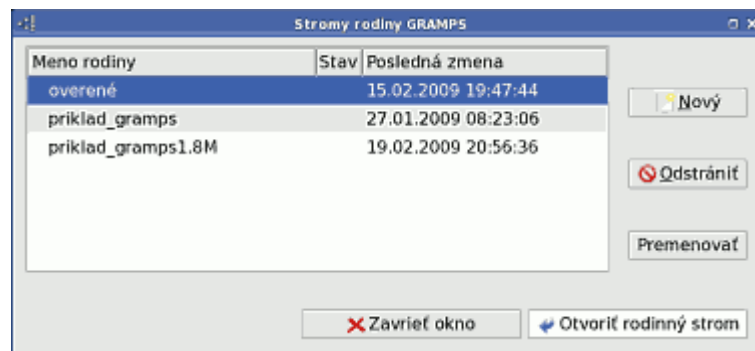 Stromy rodiny GRAMPS
Meno rodiny Stav Posledná zmena
overené 15.02.2009 19:47:44
priklad_gramps 27.01.2009 08:23:06
priklad_gramps1.8M 19.02.2009 20:56:36
Nový
Odstrániť
Premenovať
Zavrieť okno Otvoriť rodinný strom